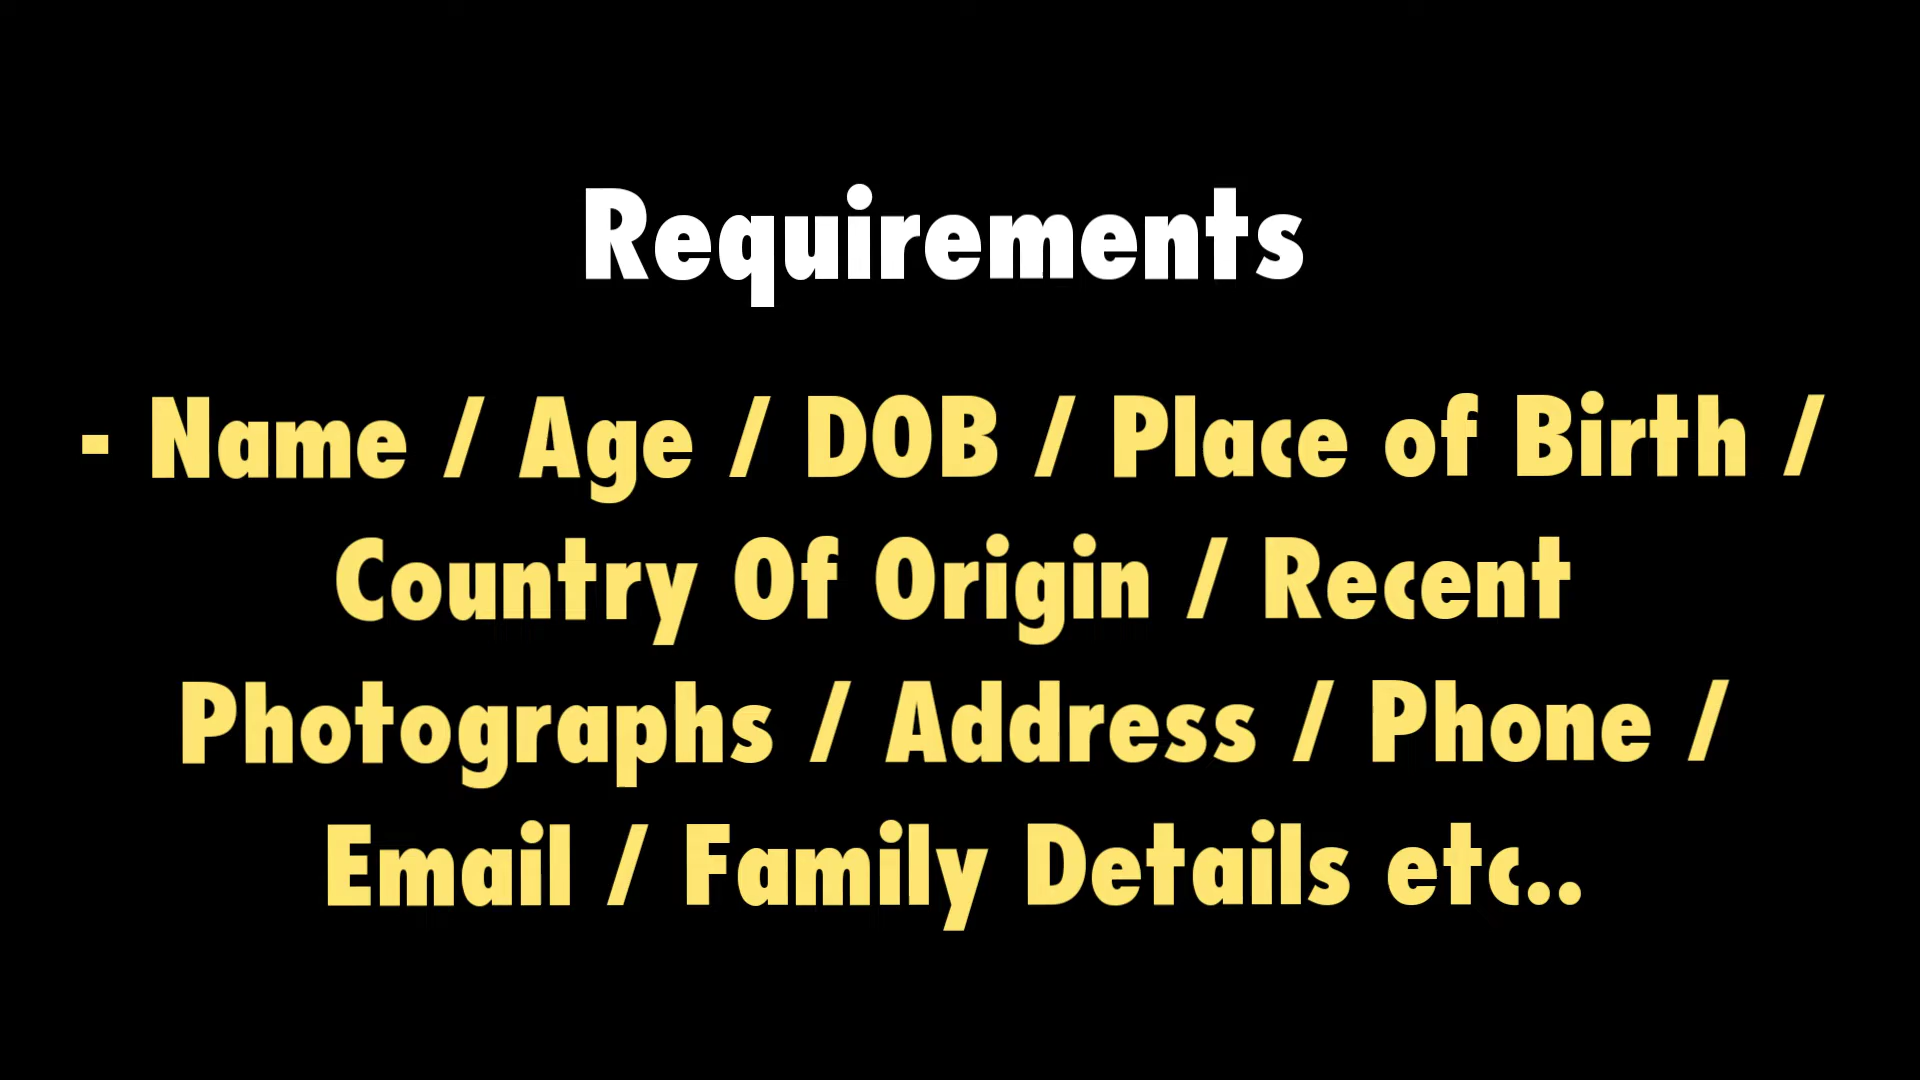 Requirements
- Name / Age / DOB / Place of Birth /
Country Of Origin / Recent
Photographs / Address / Phone /
Email / Family Details etc..